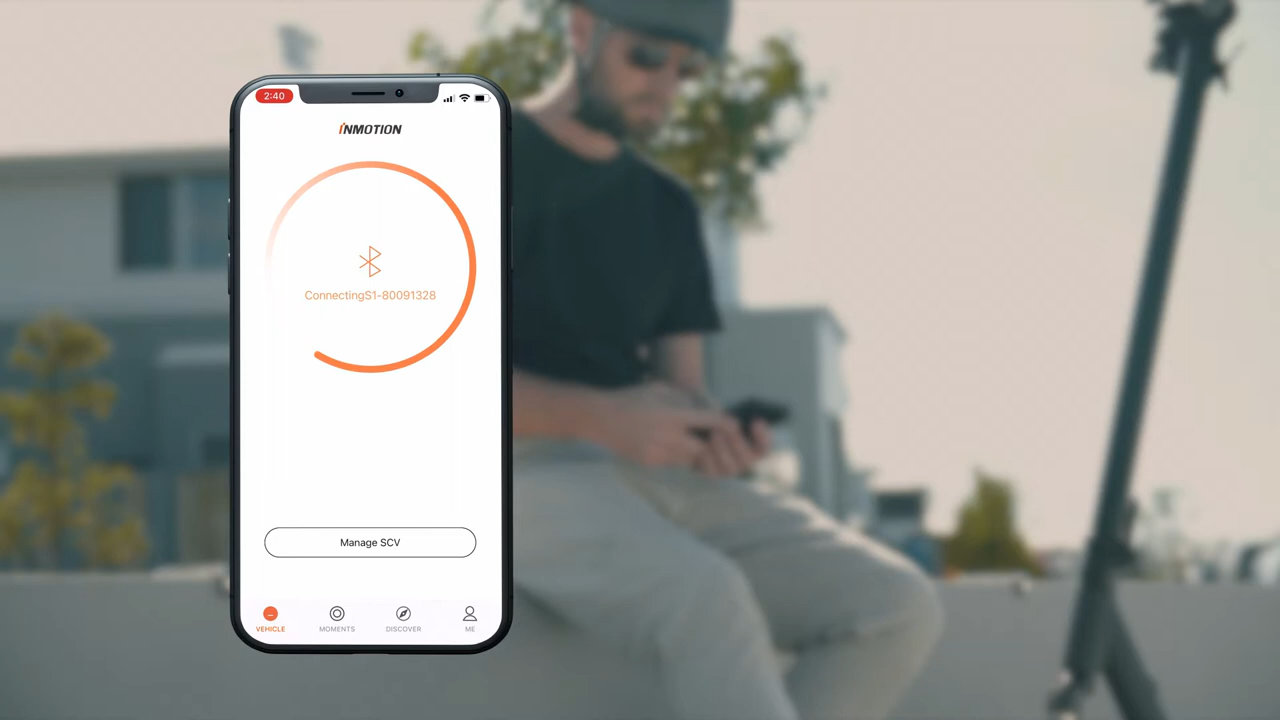 2:40
INMOTION
ConnectingS1-80091328
Manage SCV
VEHICLE
MOMENTS
DISCOVER
ME